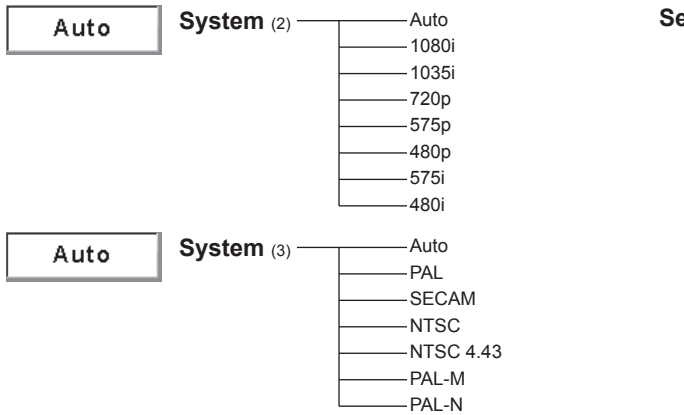 Auto
System (2)
Auto
1080i
1035i
720p
575p
480p
575i
480i
Auto
System (3)
Auto
PAL
SECAM
NTSC
NTSC 4.43
PAL-M
PAL-N
Se